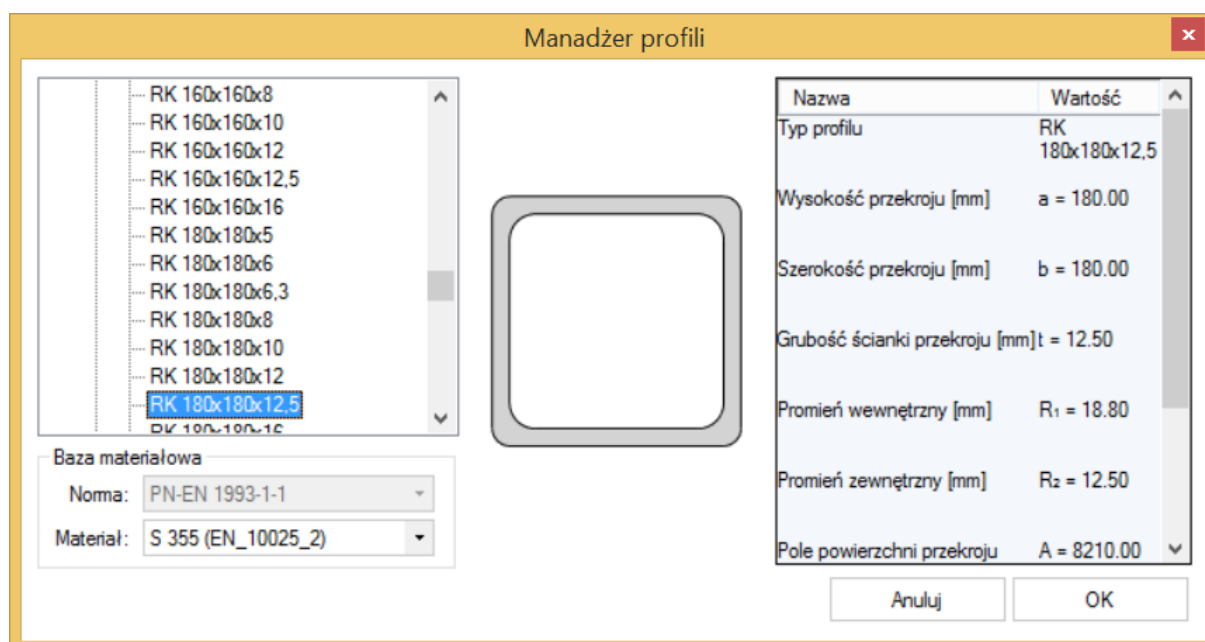 Manadżer profili
RK 160x160x8
RK 160x160x10
RK 160x160x12
RK 160x160x12,5
RK 160x160x16
RK 180x180x5
RK 180x180x6
RK 180x180x6,3
RK 180x180x8
RK 180x180x10
RK 180x180x12
RK 180x180x12,5
RK 180x180x16
Baza materiałowa
Norma: PN-EN 1993-1-1
Materiał: S 355 (EN_10025_2)
Nazwa Wartość
Typ profilu RK
180x180x12,5
Wysokość przekroju [mm] a = 180.00
Szerokość przekroju [mm] b = 180.00
Grubość ścianki przekroju [mm] t = 12.50
Promień wewnętrzny [mm] R₁ = 18.80
Promień zewnętrzny [mm] R₂ = 12.50
Pole powierzchni przekroju A = 8210.00
Anuluj OK